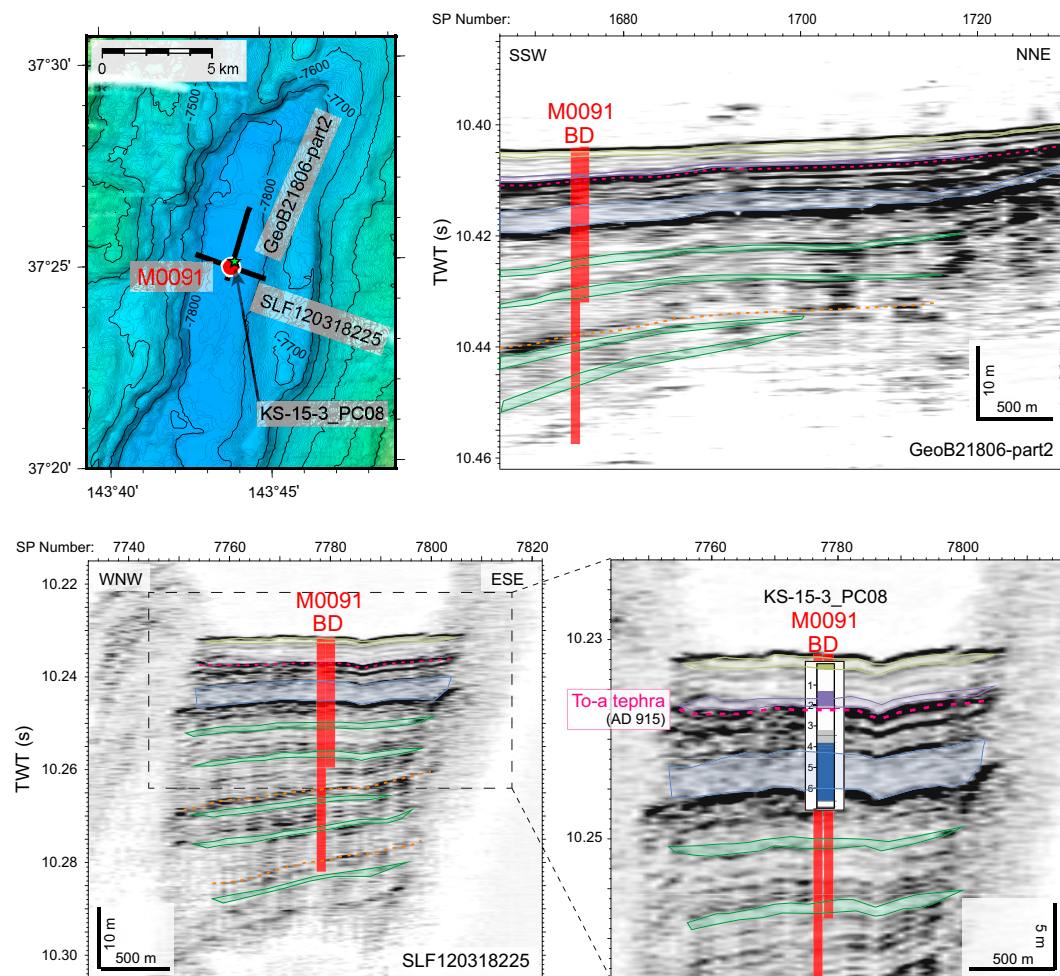 0
5 km
37°30'
37°25'
37°20'
143°40'
143°45'
-7500
-7600
-7700
-7800
-7800
-7700
GeoB21806-part2
M0091
SLF120318225
KS-15-3_PC08
SP Number:
1680
1700
1720
SSW
NNE
M0091
BD
10.40
10.42
10.44
10.46
TWT (s)
10 m
500 m
GeoB21806-part2
SP Number:
7740
7760
7780
7800
7820
WNW
ESE
M0091
BD
10.22
10.24
10.26
10.28
10.30
TWT (s)
10 m
500 m
SLF120318225
7760
7780
7800
KS-15-3_PC08
M0091
BD
10.23
10.25
To-a tephra
(AD 915)
1
2
3
4
5
6
5 m
500 m